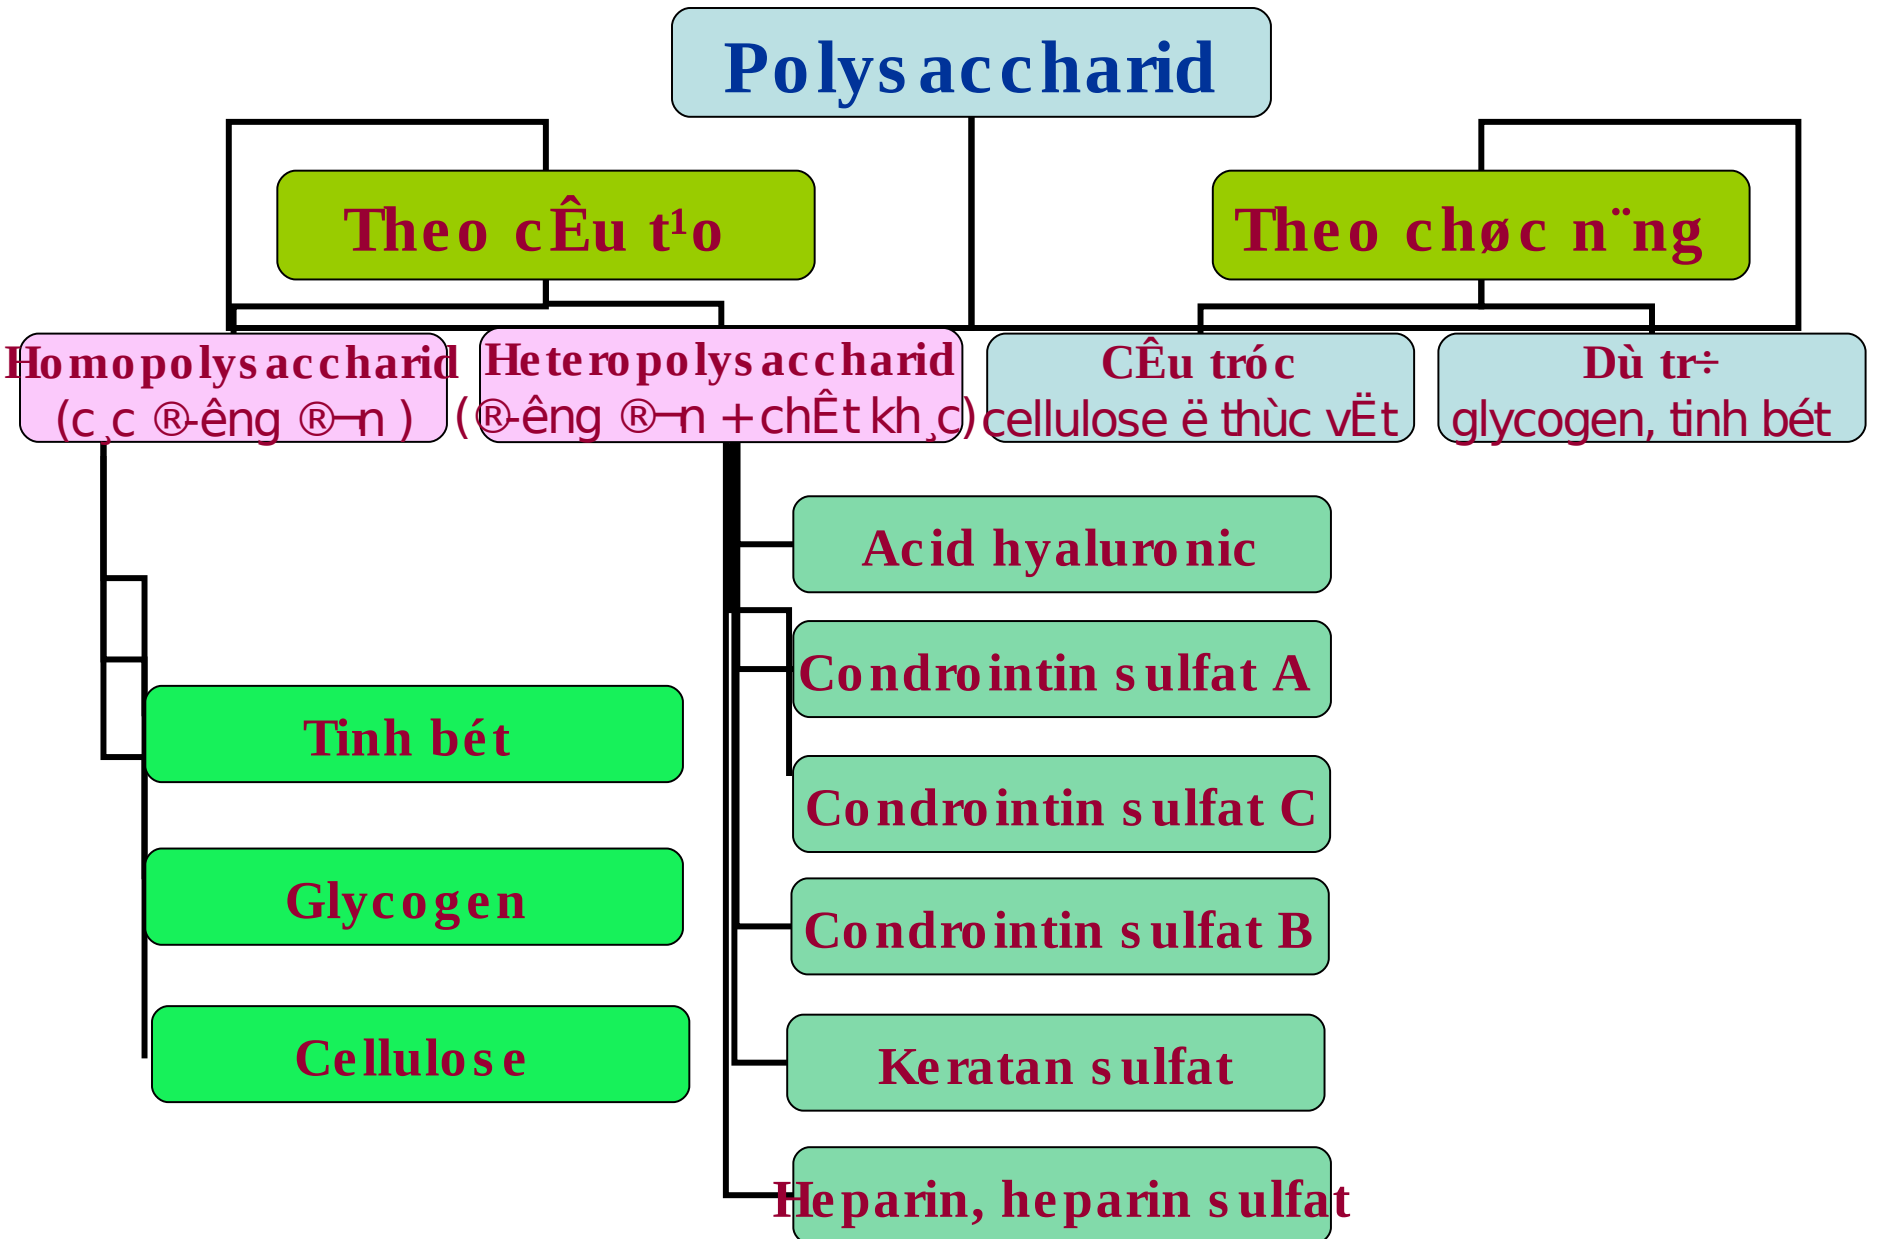 Polysaccharid
Theo cÊu t¹o
Theo chøc n¨ng
Homopolysaccharid
(c¸c ®­-êng ®¬n )
Heteropolysaccharid
(®-êng ®¬n + chÊt kh¸c)
CÊu tróc
cellulose ë thùc vËt
Dù tr÷
glycogen, tinh bét
Acid hyaluronic
Condrointin sulfat A
Tinh bét
Condrointin sulfat C
Glycogen
Condrointin sulfat B
Cellulose
Keratan sulfat
Heparin, heparin sulfat